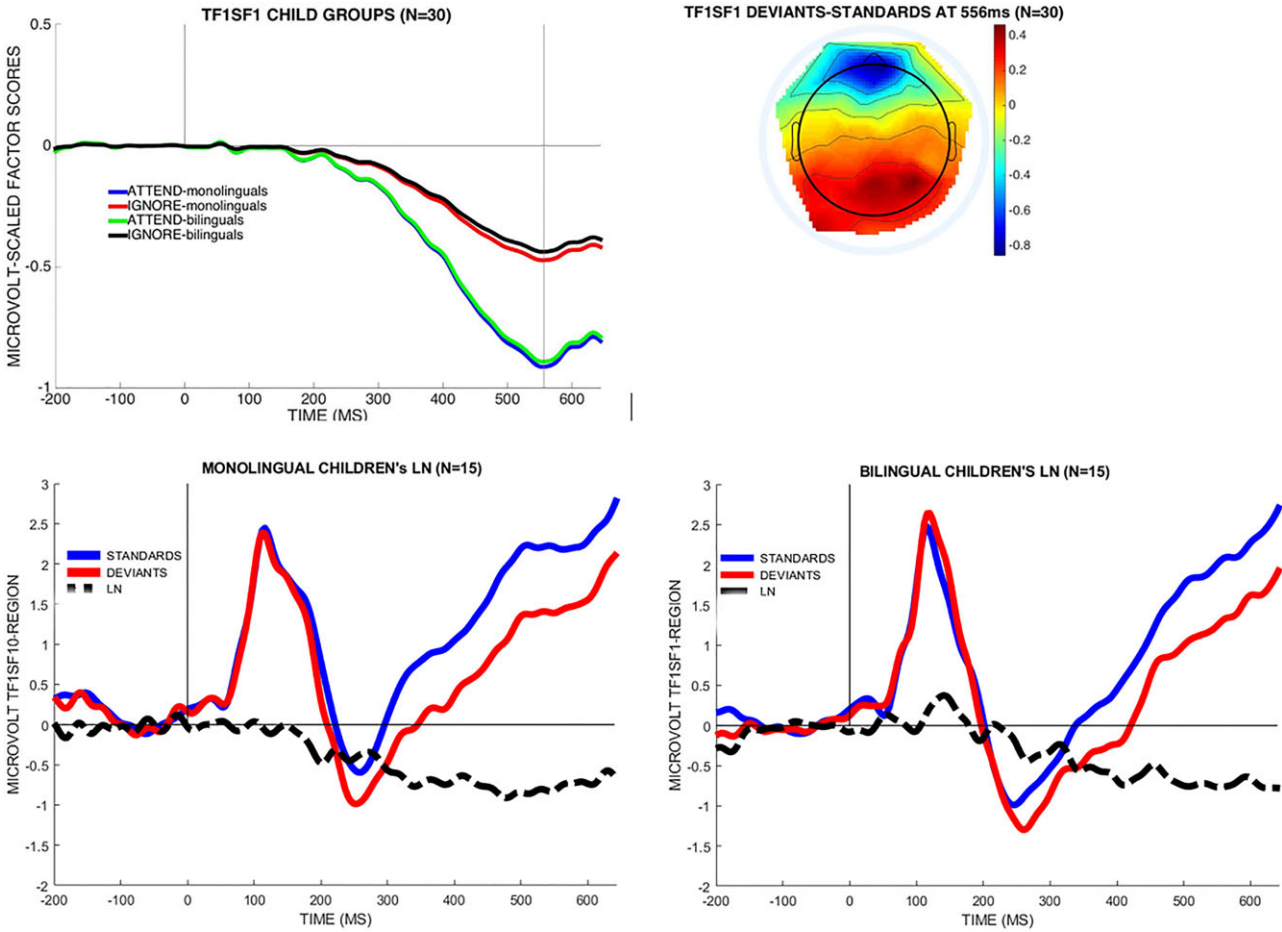 TF1SF1 CHILD GROUPS (N=30)
MICROVOLT-SCALED FACTOR SCORES
0.5
0
-0.5
-1
ATTEND-monolinguals
IGNORE-monolinguals
ATTEND-bilinguals
IGNORE-bilinguals
-200 -100 0 100 200 300 400 500 600
TIME (MS)
TF1SF1 DEVIANTS-STANDARDS AT 556ms (N=30)
0.4
0.2
0
-0.2
-0.4
-0.6
-0.8
MONOLINGUAL CHILDREN's LN (N=15)
MICROVOLT TF1SF10-REGION
3
2.5
2
1.5
1
0.5
0
-0.5
-1
-1.5
-2
STANDARDS
DEVIANTS
LN
-200 -100 0 100 200 300 400 500 600
TIME (MS)
BILINGUAL CHILDREN'S LN (N=15)
MICROVOLT TF1SF1-REGION
3
2.5
2
1.5
1
0.5
0
-0.5
-1
-1.5
-2
STANDARDS
DEVIANTS
LN
-200 -100 0 100 200 300 400 500 600
TIME (MS)